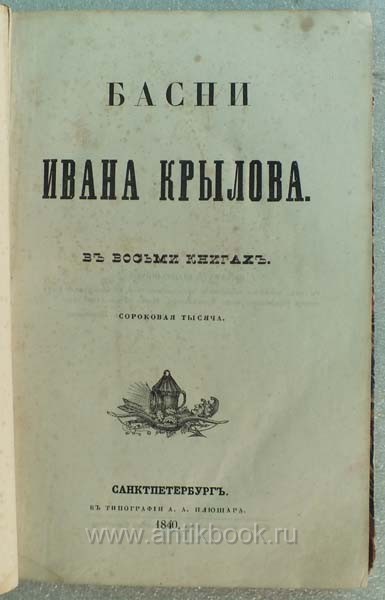 БАСНИ
ИВАНА КРЫЛОВА.
ВЪ ВОСЬМИ КНИГАХЪ.
СОРОКОВАЯ ТЫСЯЧА.
САНКТПЕТЕРБУРГЪ.
ВЪ ТИПОГРАФІИ А. А. ПЛЮШАРА.
1840.
www.antikbook.ru